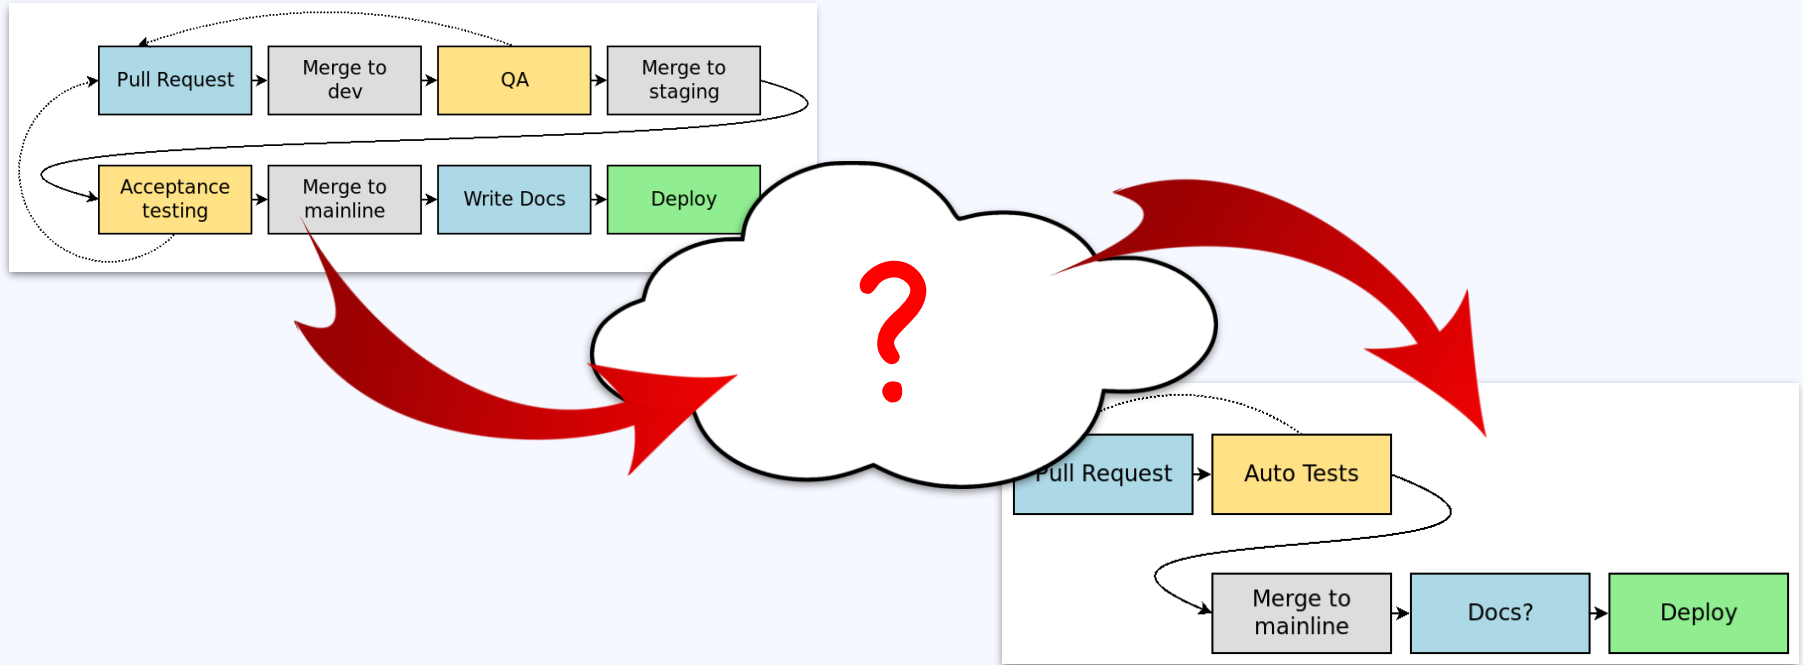 Pull Request
Merge to
dev
QA
Merge to
staging
Acceptance
testing
Merge to
mainline
Write Docs
Deploy
?
Pull Request
Auto Tests
Merge to
mainline
Docs?
Deploy